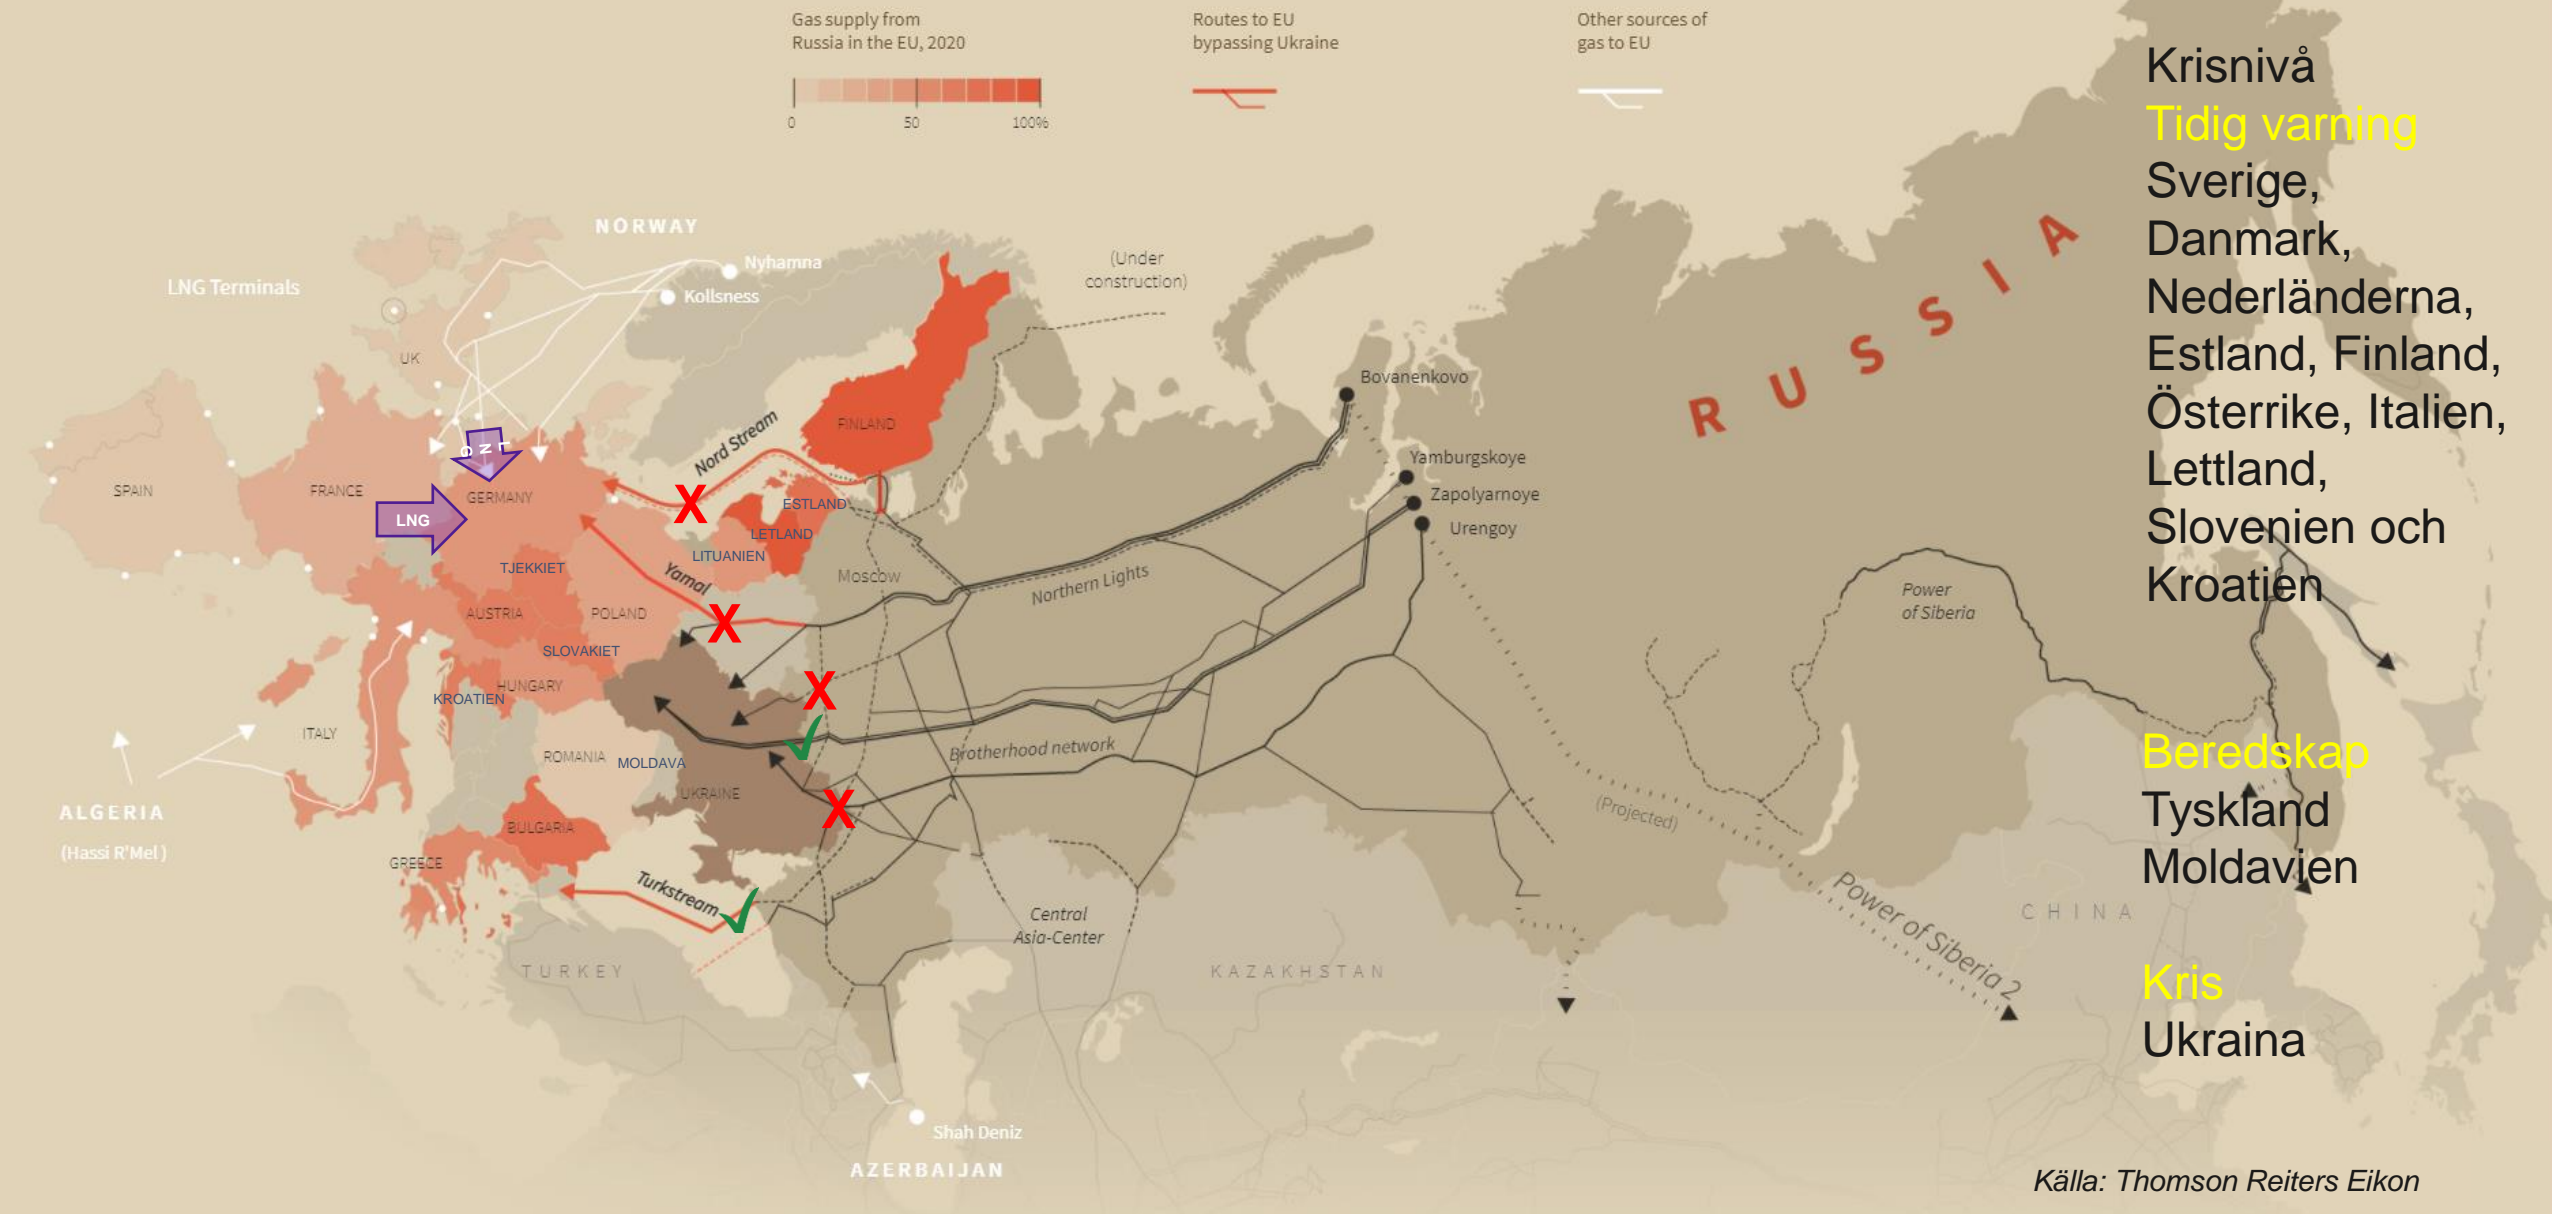 Gas supply from
Russia in the EU, 2020
0 50 100%
Routes to EU
bypassing Ukraine
Other sources of
gas to EU
Krisnivå
Tidig varning
Sverige,
Danmark,
Nederländerna,
Estland, Finland,
Österrike, Italien,
Lettland,
Slovenien och
Kroatien
Beredskap
Tyskland
Moldavien
Kris
Ukraina
NORWAY
Nyhamna
Kollsness
LNG Terminals
(Under
construction)
RUSSIA
UK
Bovanenkovo
FINLAND
Nord Stream
Yamburgskoye
Zapolyarnoye
Urengoy
LNG
SPAIN
FRANCE
GERMANY
LNG
X
ESTLAND
LETLAND
LITUANIEN
TJEKKIET
Yamal
Moscow
Northern Lights
Power
of Siberia
AUSTRIA
POLAND
X
SLOVAKIET
HUNGARY
KROATIEN
X
ITALY
ROMANIA
MOLDAVA
Brotherhood network
UKRAINE
X
(Projected)
ALGERIA
(Hassi R'Mel)
BULGARIA
GREECE
Turkstream
Central
Asia-Center
Power of Siberia 2
CHINA
TURKEY
KAZAKHSTAN
Shah Deniz
AZERBAIJAN
Källa: Thomson Reiters Eikon